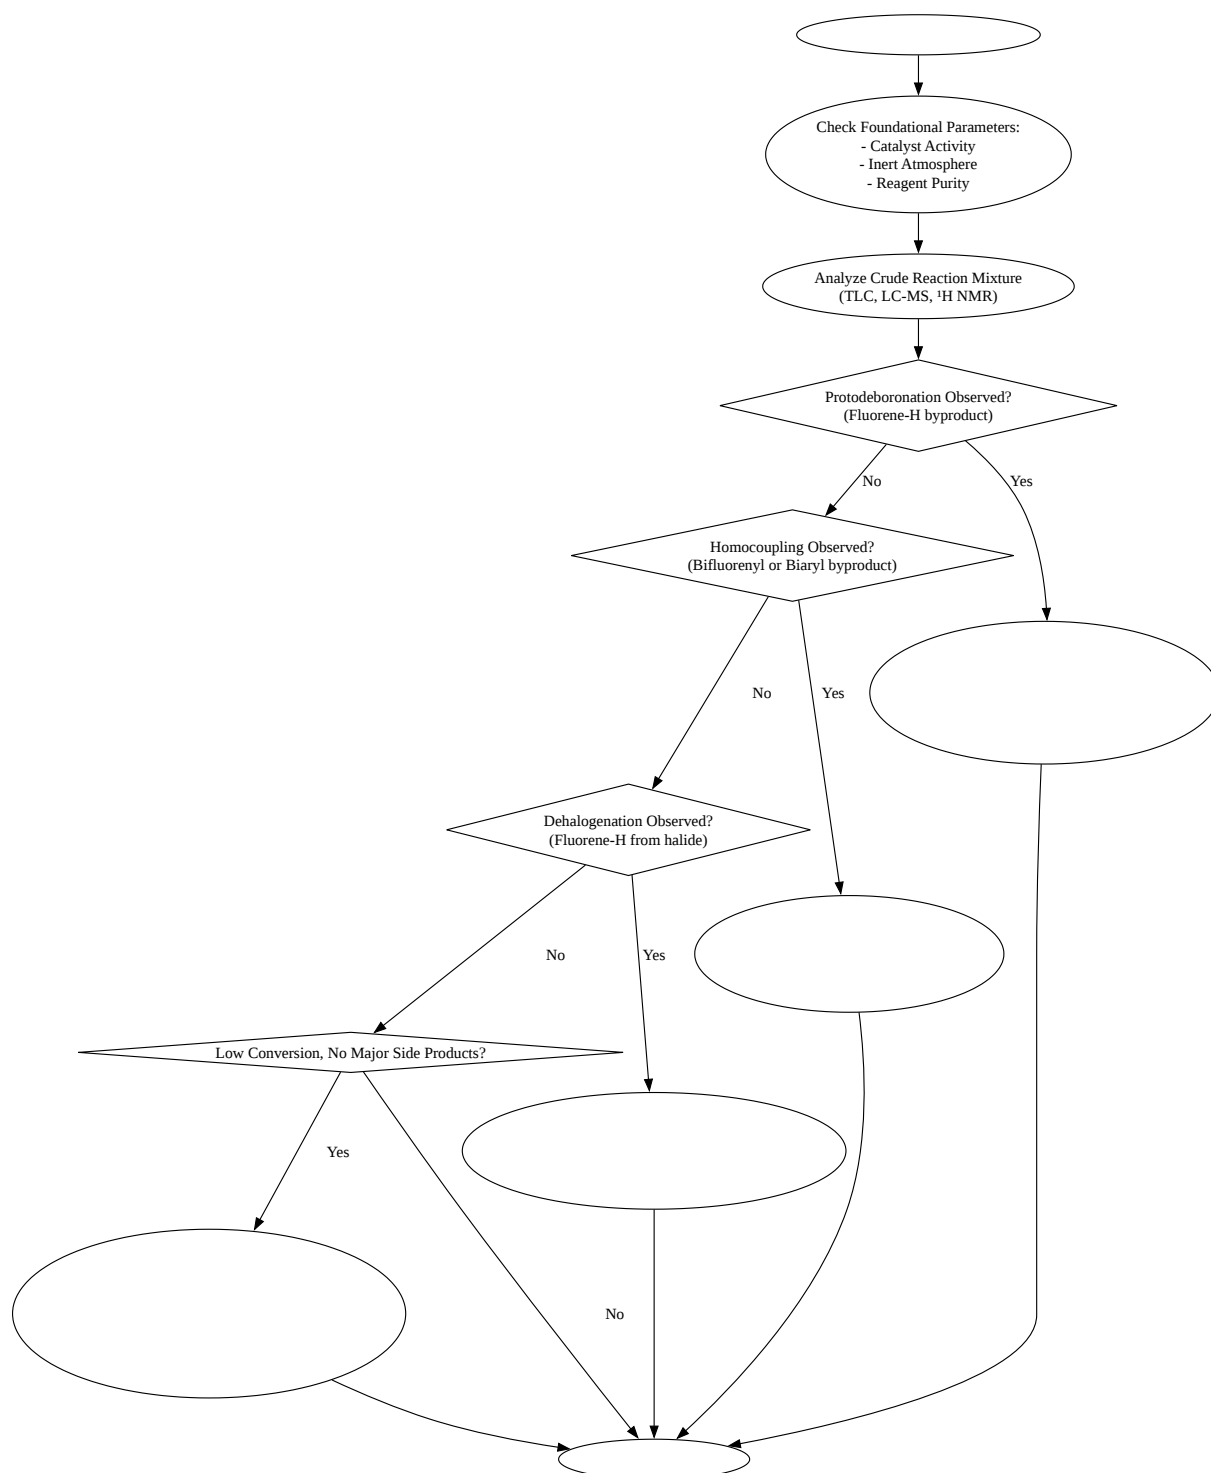 Check Foundational Parameters:
- Catalyst Activity
- Inert Atmosphere
- Reagent Purity
Analyze Crude Reaction Mixture
(TLC, LC-MS, ¹H NMR)
Protodeboronation Observed?
(Fluorene-H byproduct)
No
Yes
Homocoupling Observed?
(Bifluorenyl or Biaryl byproduct)
No
Yes
Dehalogenation Observed?
(Fluorene-H from halide)
No
Yes
Low Conversion, No Major Side Products?
Yes
No